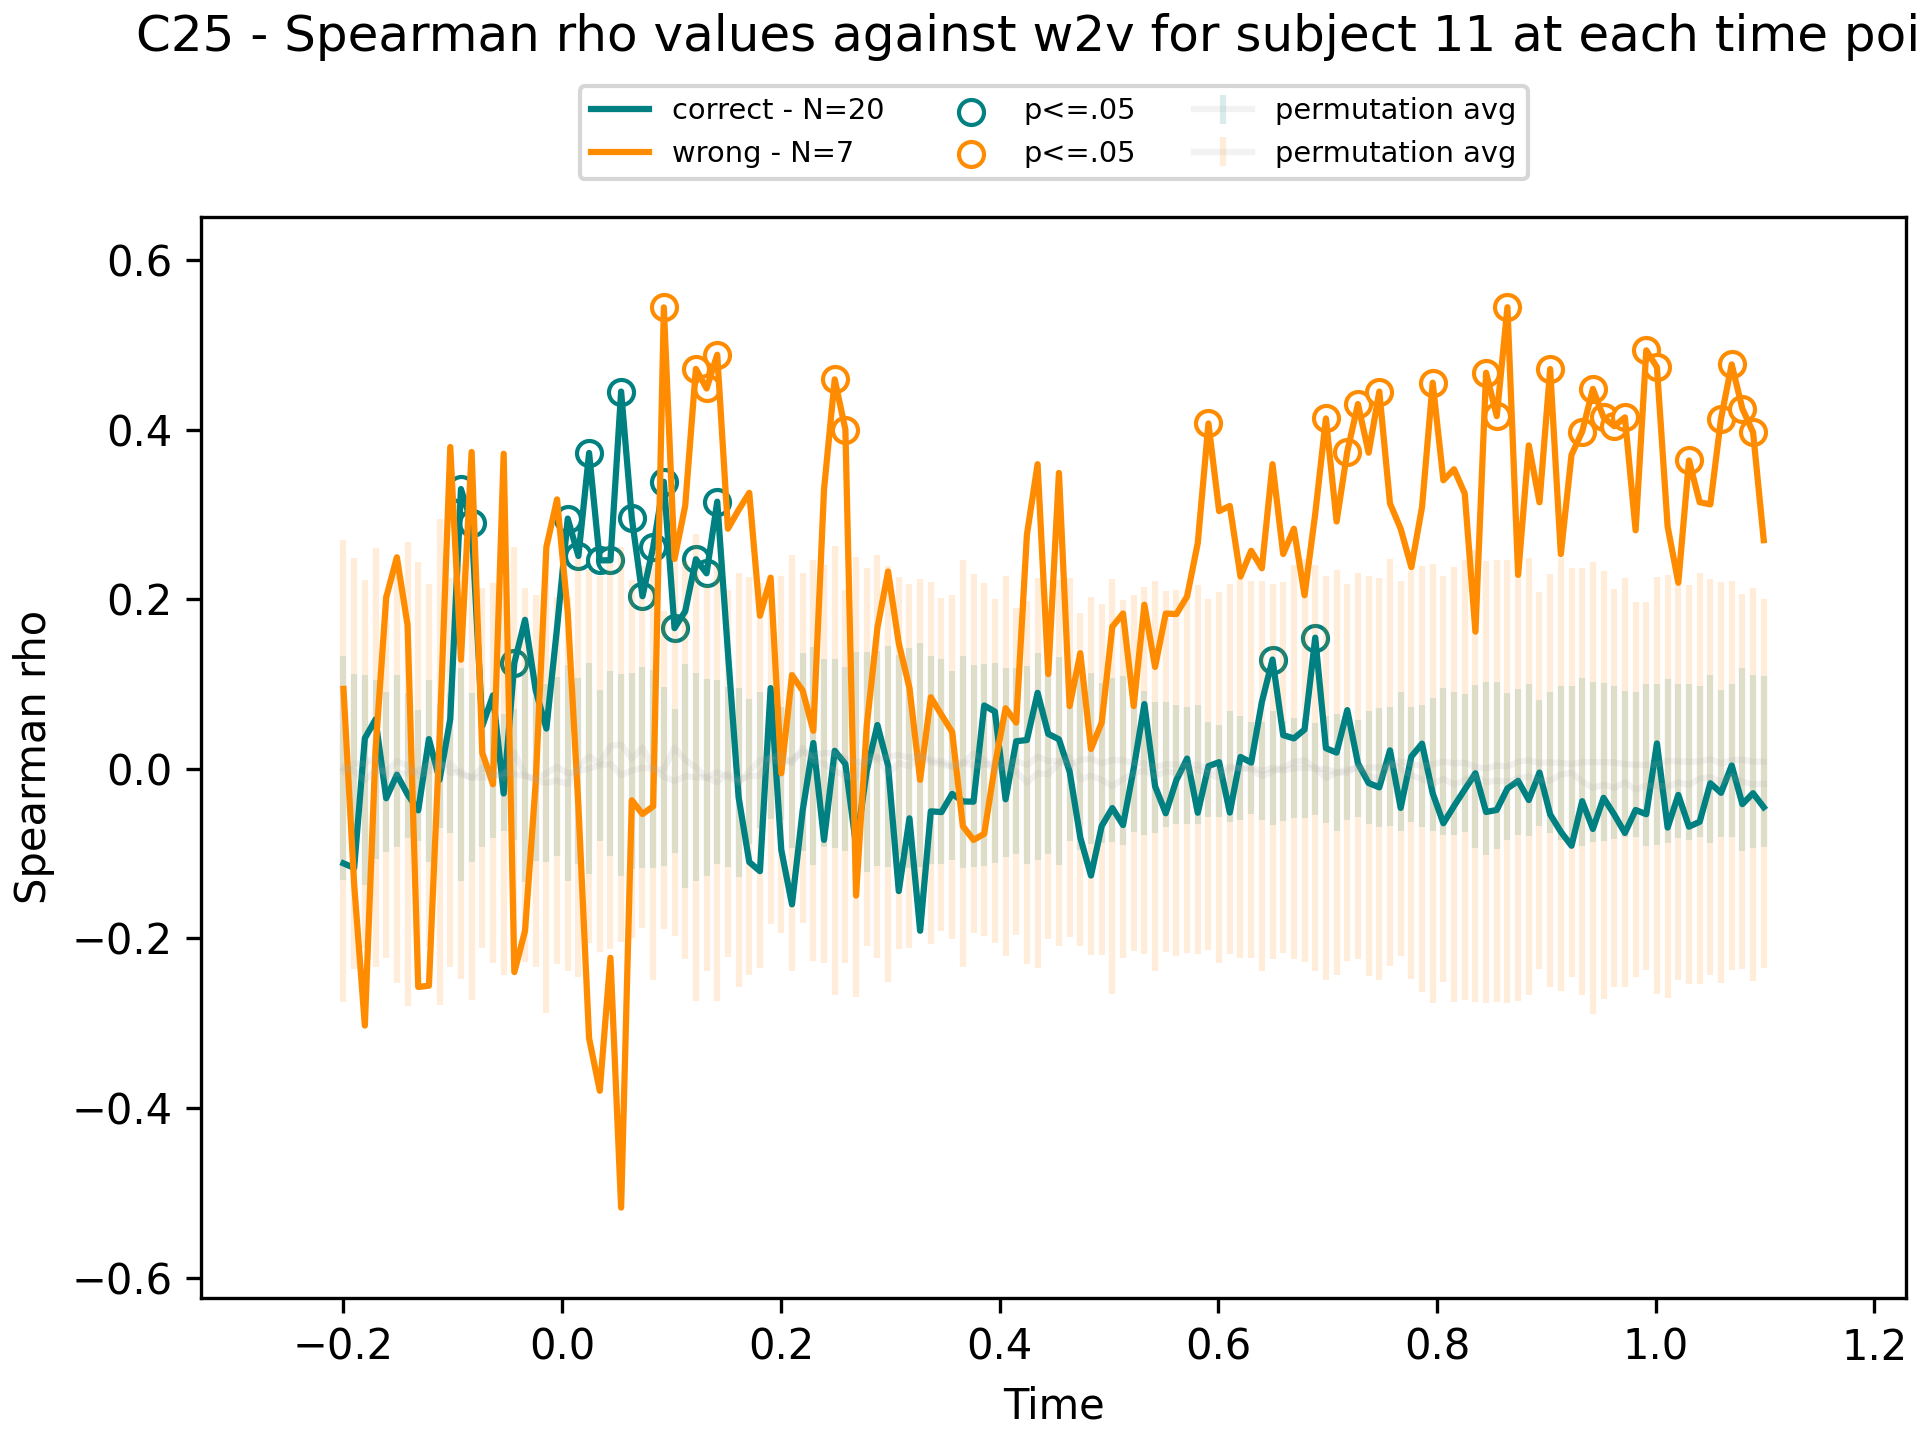 C25 - Spearman rho values against w2v for subject 11 at each time poi
correct - N=20 p<=.05 permutation avg
wrong - N=7 p<=.05 permutation avg
0.6
0.4
0.2
0.0
−0.2
−0.4
−0.6
Spearman rho
−0.2 0.0 0.2 0.4 0.6 0.8 1.0 1.2
Time